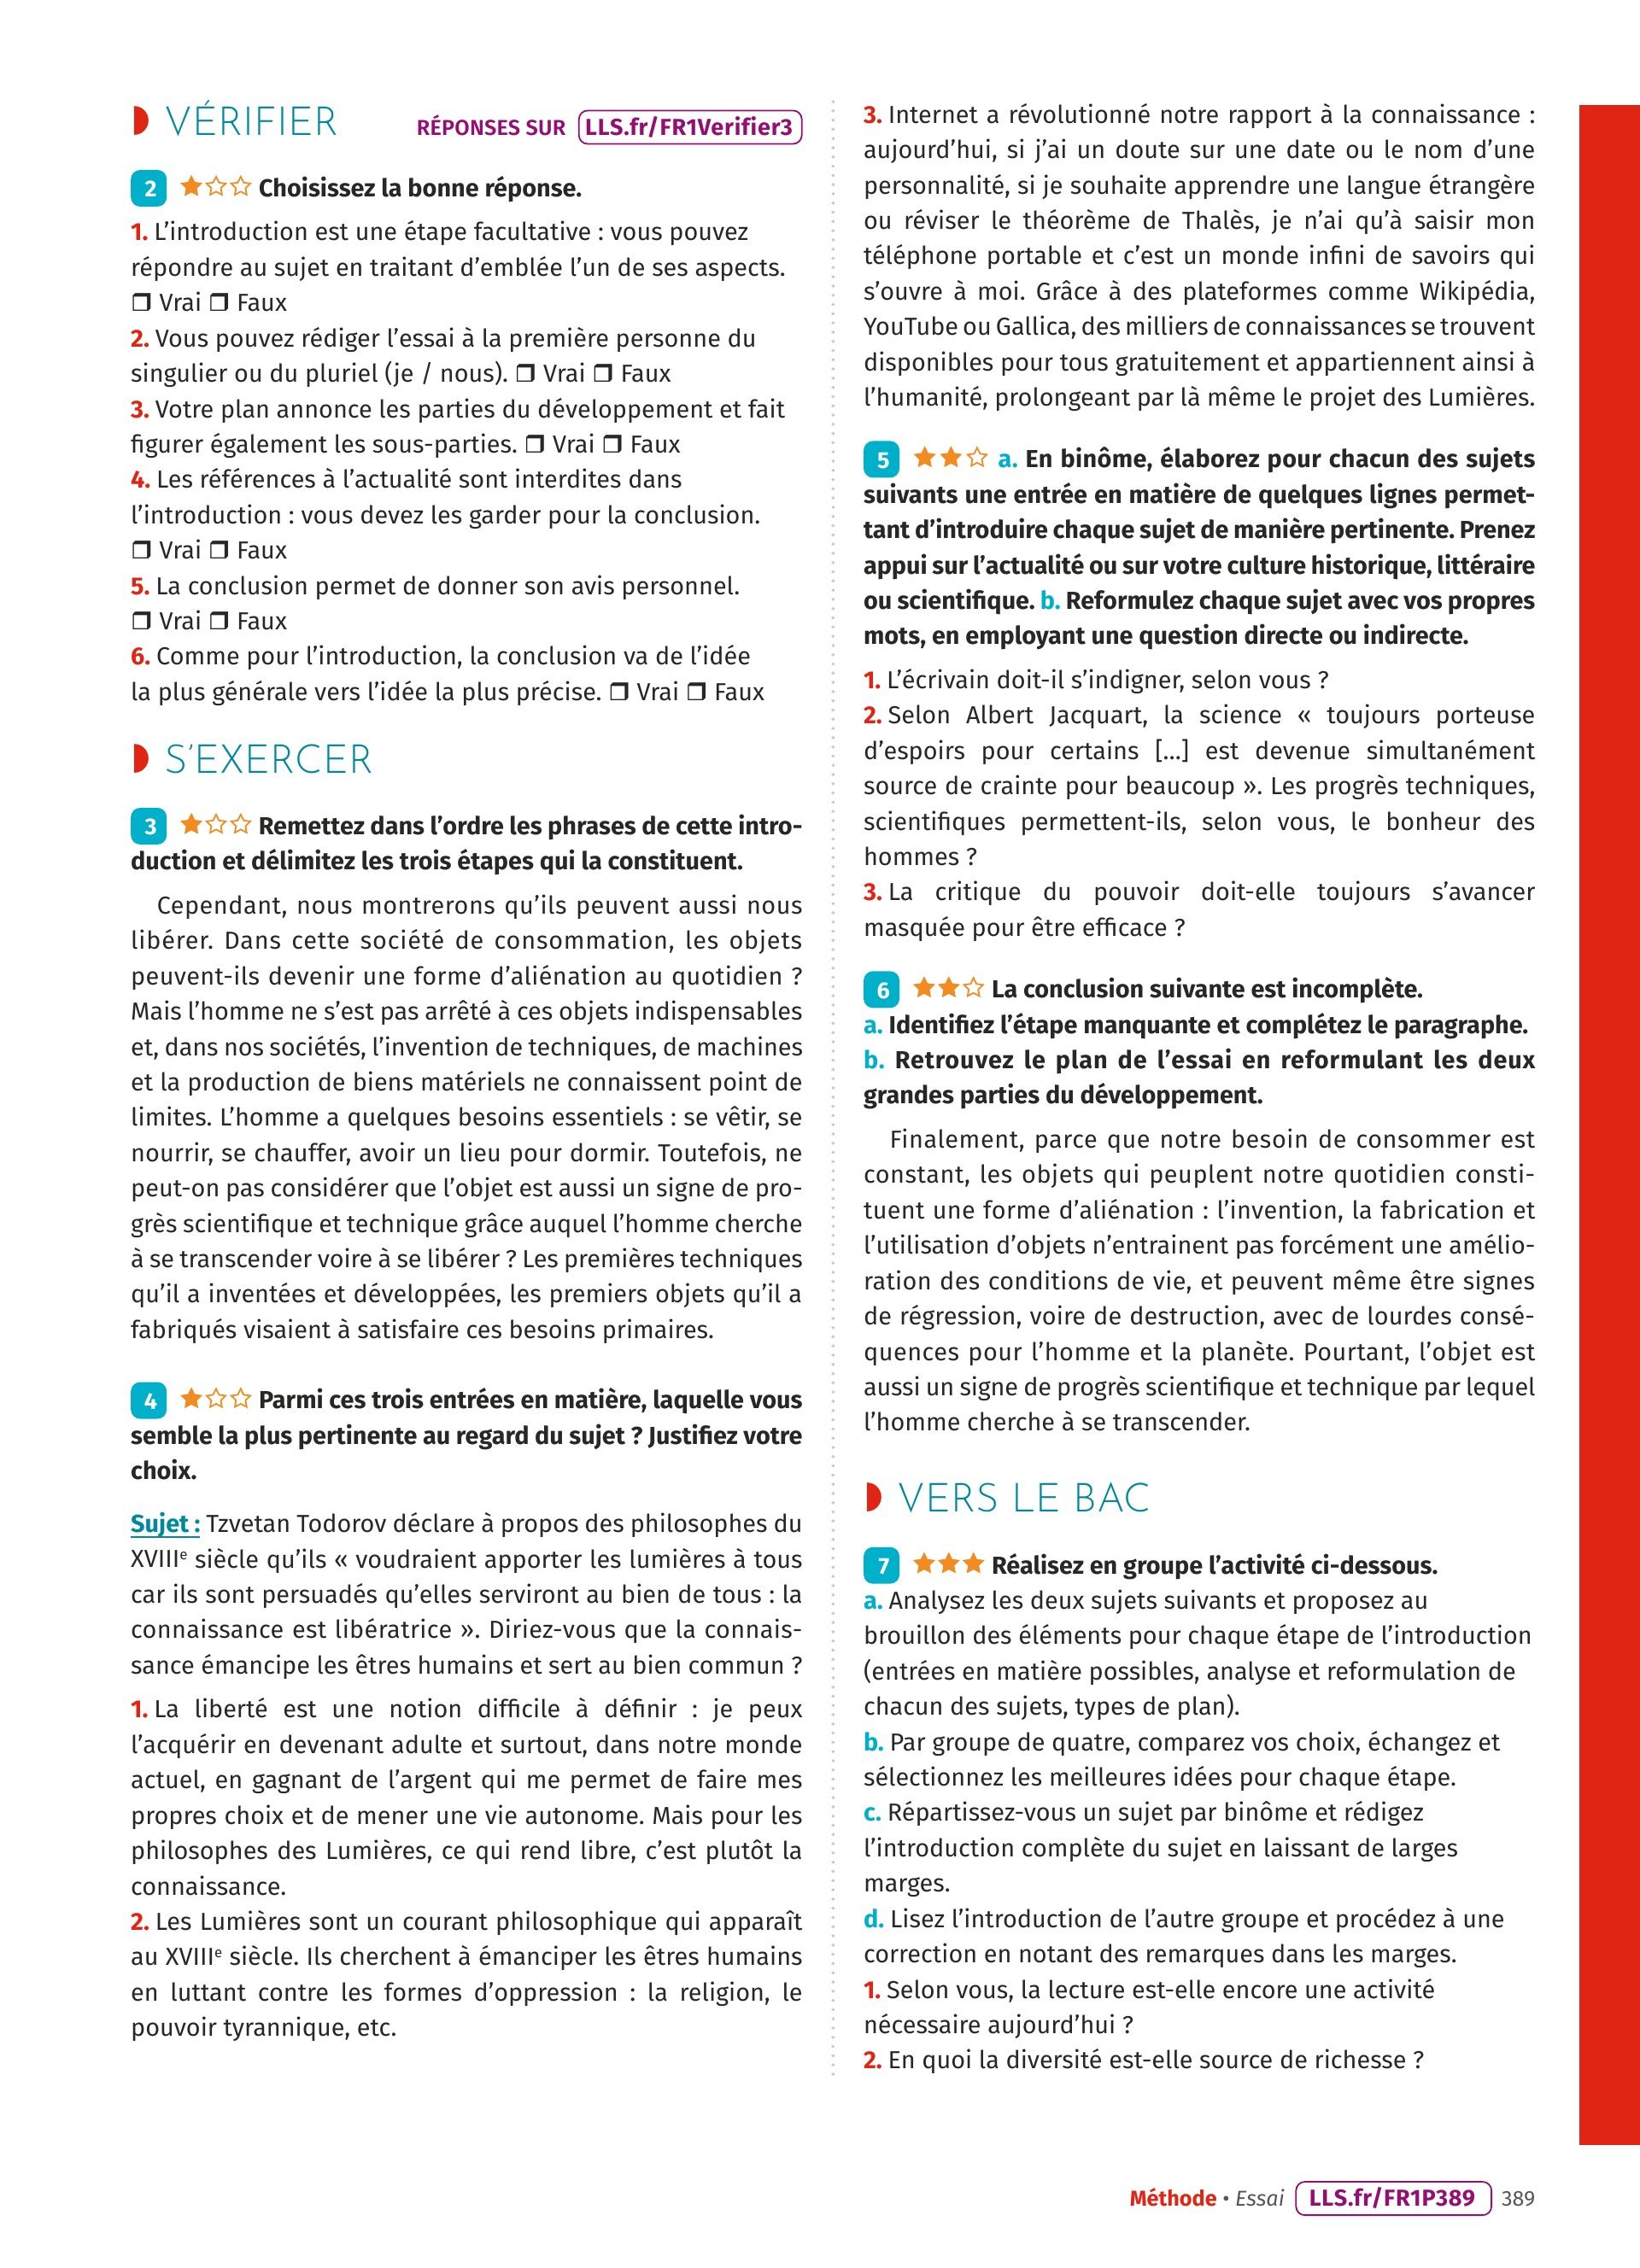 VÉRIFIER
RÉPONSES SUR LLS.fr/FR1Verifier3
2 ★☆☆ Choisissez la bonne réponse.
1. L'introduction est une étape facultative : vous pouvez
répondre au sujet en traitant d'emblée l'un de ses aspects.
❒ Vrai ❒ Faux
2. Vous pouvez rédiger l'essai à la première personne du
singulier ou du pluriel (je / nous). ❒ Vrai ❒ Faux
3. Votre plan annonce les parties du développement et fait
figurer également les sous-parties. ❒ Vrai ❒ Faux
4. Les références à l'actualité sont interdites dans
l'introduction : vous devez les garder pour la conclusion.
❒ Vrai ❒ Faux
5. La conclusion permet de donner son avis personnel.
❒ Vrai ❒ Faux
6. Comme pour l'introduction, la conclusion va de l'idée
la plus générale vers l'idée la plus précise. ❒ Vrai ❒ Faux
S'EXERCER
3 ★☆☆ Remettez dans l'ordre les phrases de cette intro-
duction et délimitez les trois étapes qui la constituent.
Cependant, nous montrerons qu'ils peuvent aussi nous
libérer. Dans cette société de consommation, les objets
peuvent-ils devenir une forme d'aliénation au quotidien ?
Mais l'homme ne s'est pas arrêté à ces objets indispensables
et, dans nos sociétés, l'invention de techniques, de machines
et la production de biens matériels ne connaissent point de
limites. L'homme a quelques besoins essentiels : se vêtir, se
nourrir, se chauffer, avoir un lieu pour dormir. Toutefois, ne
peut-on pas considérer que l'objet est aussi un signe de pro-
grès scientifique et technique grâce auquel l'homme cherche
à se transcender voire à se libérer ? Les premières techniques
qu'il a inventées et développées, les premiers objets qu'il a
fabriqués visaient à satisfaire ces besoins primaires.
4 ★☆☆ Parmi ces trois entrées en matière, laquelle vous
semble la plus pertinente au regard du sujet ? Justifiez votre
choix.
Sujet : Tzvetan Todorov déclare à propos des philosophes du
XVIIIe siècle qu'ils « voudraient apporter les lumières à tous
car ils sont persuadés qu'elles serviront au bien de tous : la
connaissance est libératrice ». Diriez-vous que la connais-
sance émancipe les êtres humains et sert au bien commun ?
1. La liberté est une notion difficile à définir : je peux
l'acquérir en devenant adulte et surtout, dans notre monde
actuel, en gagnant de l'argent qui me permet de faire mes
propres choix et de mener une vie autonome. Mais pour les
philosophes des Lumières, ce qui rend libre, c'est plutôt la
connaissance.
2. Les Lumières sont un courant philosophique qui apparaît
au XVIIIe siècle. Ils cherchent à émanciper les êtres humains
en luttant contre les formes d'oppression : la religion, le
pouvoir tyrannique, etc.
3. Internet a révolutionné notre rapport à la connaissance :
aujourd'hui, si j'ai un doute sur une date ou le nom d'une
personnalité, si je souhaite apprendre une langue étrangère
ou réviser le théorème de Thalès, je n'ai qu'à saisir mon
téléphone portable et c'est un monde infini de savoirs qui
s'ouvre à moi. Grâce à des plateformes comme Wikipédia,
YouTube ou Gallica, des milliers de connaissances se trouvent
disponibles pour tous gratuitement et appartiennent ainsi à
l'humanité, prolongeant par là même le projet des Lumières.
5 ★★☆ a. En binôme, élaborez pour chacun des sujets
suivants une entrée en matière de quelques lignes permet-
tant d'introduire chaque sujet de manière pertinente. Prenez
appui sur l'actualité ou sur votre culture historique, littéraire
ou scientifique. b. Reformulez chaque sujet avec vos propres
mots, en employant une question directe ou indirecte.
1. L'écrivain doit-il s'indigner, selon vous ?
2. Selon Albert Jacquart, la science « toujours porteuse
d'espoirs pour certains [...] est devenue simultanément
source de crainte pour beaucoup ». Les progrès techniques,
scientifiques permettent-ils, selon vous, le bonheur des
hommes ?
3. La critique du pouvoir doit-elle toujours s'avancer
masquée pour être efficace ?
6 ★★☆ La conclusion suivante est incomplète.
a. Identifiez l'étape manquante et complétez le paragraphe.
b. Retrouvez le plan de l'essai en reformulant les deux
grandes parties du développement.
Finalement, parce que notre besoin de consommer est
constant, les objets qui peuplent notre quotidien consti-
tuent une forme d'aliénation : l'invention, la fabrication et
l'utilisation d'objets n'entrainent pas forcément une amélio-
ration des conditions de vie, et peuvent même être signes
de régression, voire de destruction, avec de lourdes consé-
quences pour l'homme et la planète. Pourtant, l'objet est
aussi un signe de progrès scientifique et technique par lequel
l'homme cherche à se transcender.
VERS LE BAC
7 ★★★ Réalisez en groupe l'activité ci-dessous.
a. Analysez les deux sujets suivants et proposez au
brouillon des éléments pour chaque étape de l'introduction
(entrées en matière possibles, analyse et reformulation de
chacun des sujets, types de plan).
b. Par groupe de quatre, comparez vos choix, échangez et
sélectionnez les meilleures idées pour chaque étape.
c. Répartissez-vous un sujet par binôme et rédigez
l'introduction complète du sujet en laissant de larges
marges.
d. Lisez l'introduction de l'autre groupe et procédez à une
correction en notant des remarques dans les marges.
1. Selon vous, la lecture est-elle encore une activité
nécessaire aujourd'hui ?
2. En quoi la diversité est-elle source de richesse ?
Méthode • Essai LLS.fr/FR1P389 389